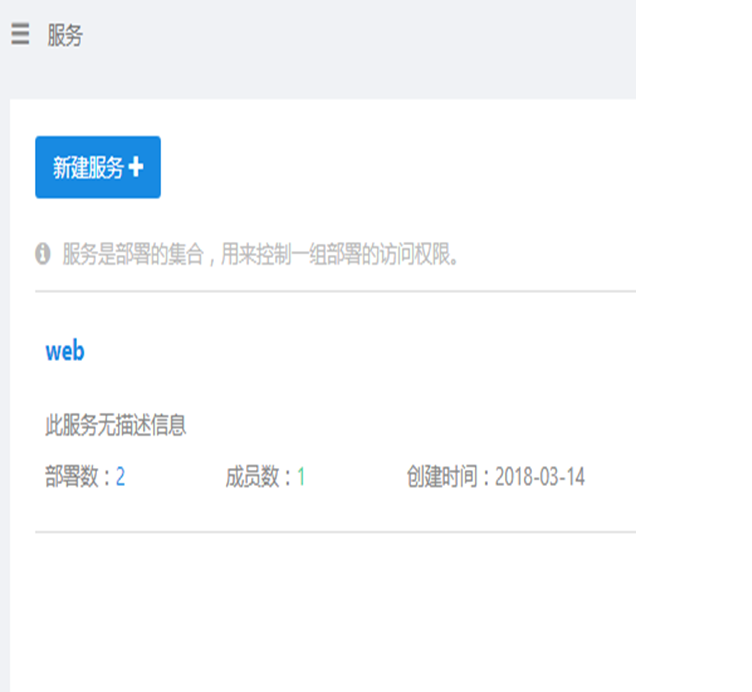 服务
新建服务
服务是部署的集合，用来控制一组部署的访问权限。
web
此服务无描述信息
部署数：2 成员数：1 创建时间：2018-03-14